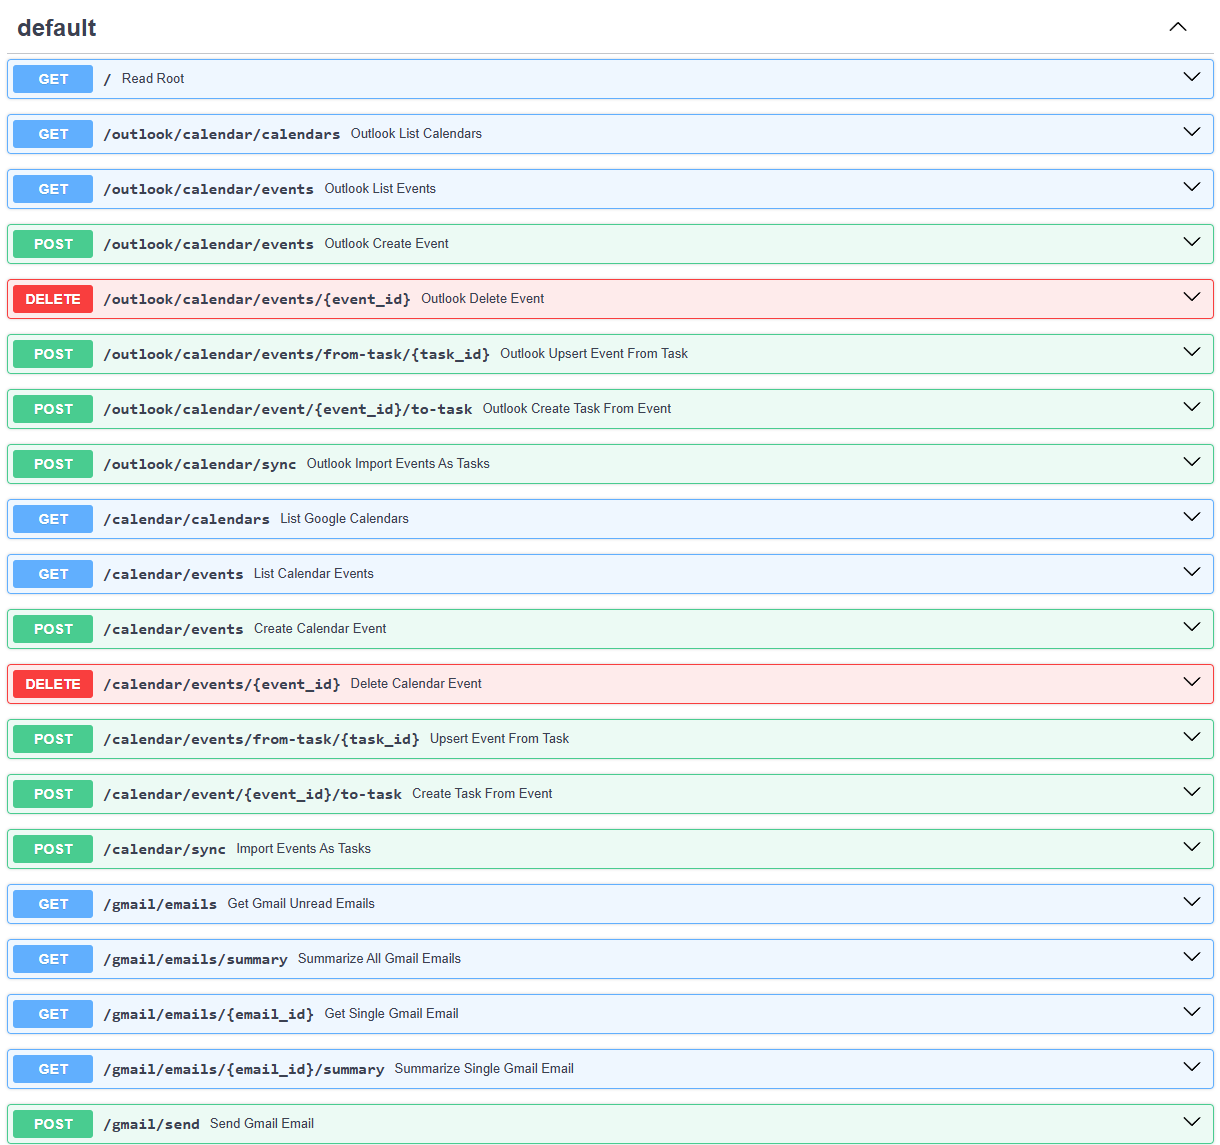 default
GET / Read Root
GET /outlook/calendar/calendars Outlook List Calendars
GET /outlook/calendar/events Outlook List Events
POST /outlook/calendar/events Outlook Create Event
DELETE /outlook/calendar/events/{event_id} Outlook Delete Event
POST /outlook/calendar/events/from-task/{task_id} Outlook Upsert Event From Task
POST /outlook/calendar/event/{event_id}/to-task Outlook Create Task From Event
POST /outlook/calendar/sync Outlook Import Events As Tasks
GET /calendar/calendars List Google Calendars
GET /calendar/events List Calendar Events
POST /calendar/events Create Calendar Event
DELETE /calendar/events/{event_id} Delete Calendar Event
POST /calendar/events/from-task/{task_id} Upsert Event From Task
POST /calendar/event/{event_id}/to-task Create Task From Event
POST /calendar/sync Import Events As Tasks
GET /gmail/emails Get Gmail Unread Emails
GET /gmail/emails/summary Summarize All Gmail Emails
GET /gmail/emails/{email_id} Get Single Gmail Email
GET /gmail/emails/{email_id}/summary Summarize Single Gmail Email
POST /gmail/send Send Gmail Email